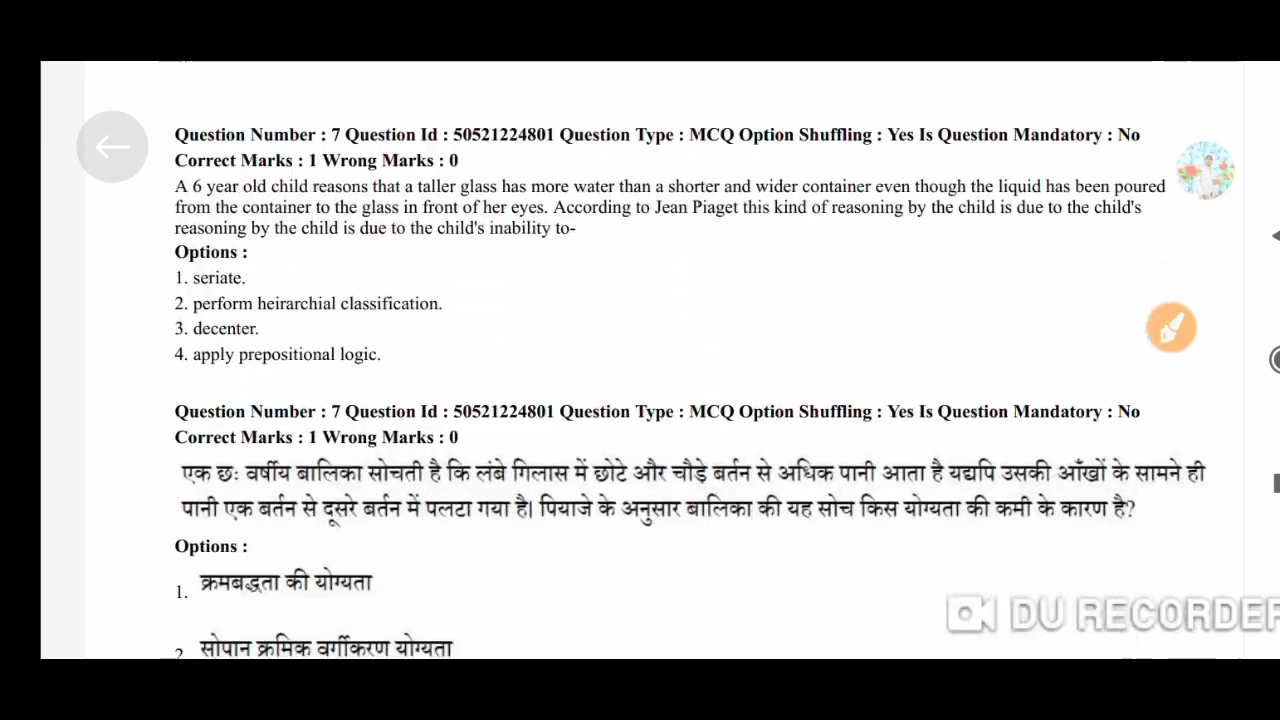 Question Number : 7 Question Id : 50521224801 Question Type : MCQ Option Shuffling : Yes Is Question Mandatory : No
Correct Marks : 1 Wrong Marks : 0
A 6 year old child reasons that a taller glass has more water than a shorter and wider container even though the liquid has been poured
from the container to the glass in front of her eyes. According to Jean Piaget this kind of reasoning by the child is due to the child's
reasoning by the child is due to the child's inability to-
Options :
1. seriate.
2. perform heirarchial classification.
3. decenter.
4. apply prepositional logic.
Question Number : 7 Question Id : 50521224801 Question Type : MCQ Option Shuffling : Yes Is Question Mandatory : No
Correct Marks : 1 Wrong Marks : 0
एक छः वर्षीय बालिका सोचती है कि लंबे गिलास में छोटे और चौड़े बर्तन से अधिक पानी आता है यद्यपि उसकी आँखों के सामने ही
पानी एक बर्तन से दूसरे बर्तन में पलटा गया है। पियाजे के अनुसार बालिका की यह सोच किस योग्यता की कमी के कारण है?
Options :
1. क्रमबद्धता की योग्यता
2. सोपान क्रमिक वर्गीकरण योग्यता
DU RECORDER